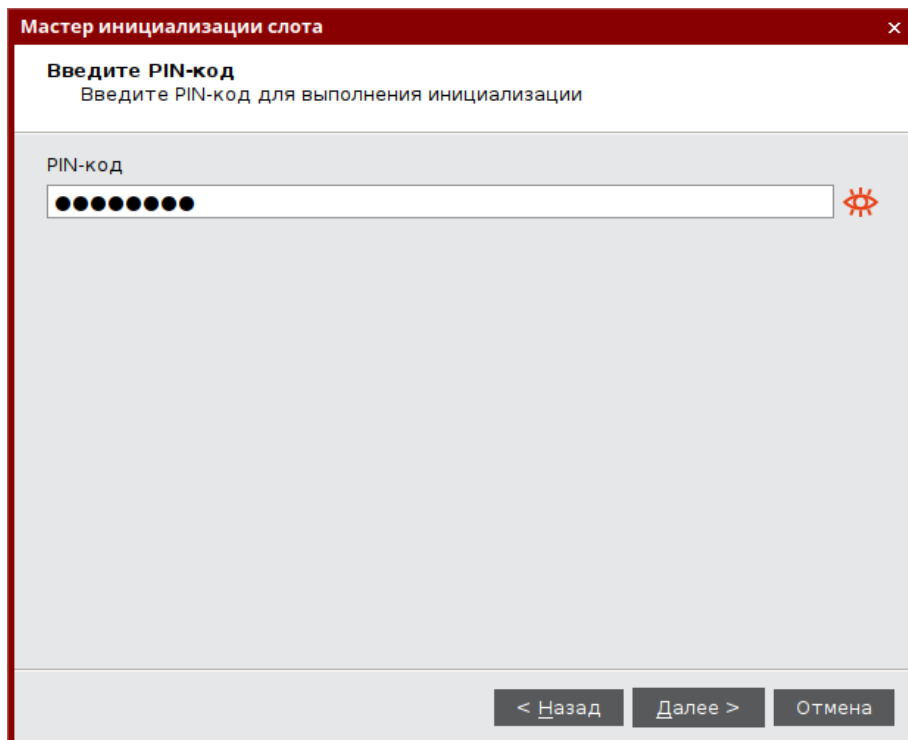 Мастер инициализации слота
Введите PIN-код
Введите PIN-код для выполнения инициализации
PIN-код
●●●●●●●●
< Назад Далее > Отмена